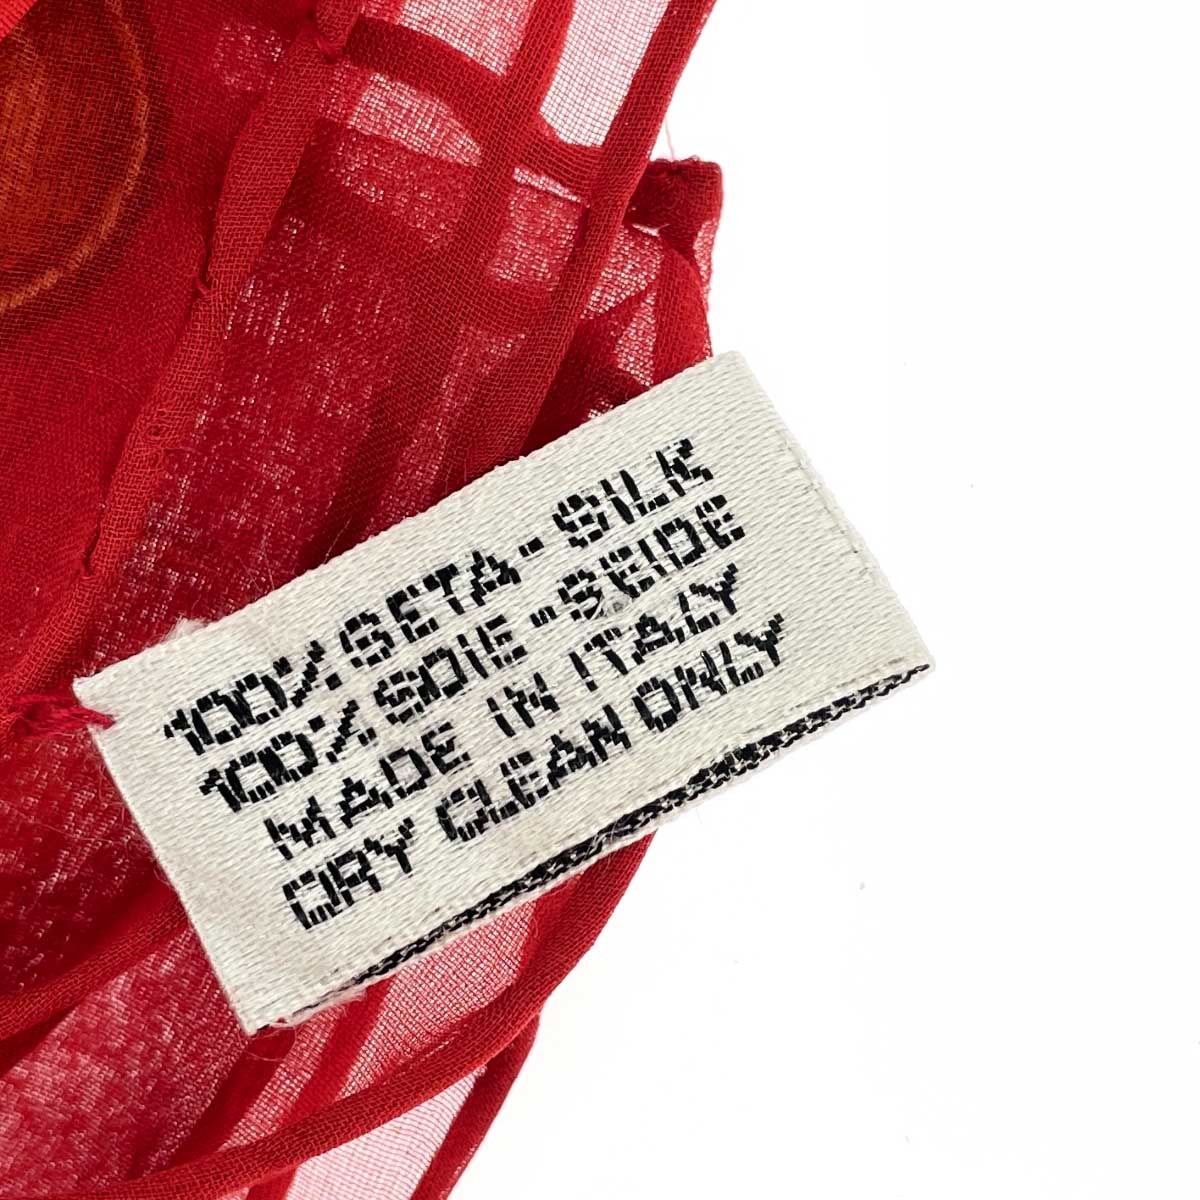 100% SETA - SILK
100% SOIE - SEIDE
MADE IN ITALY
DRY CLEAN ONLY